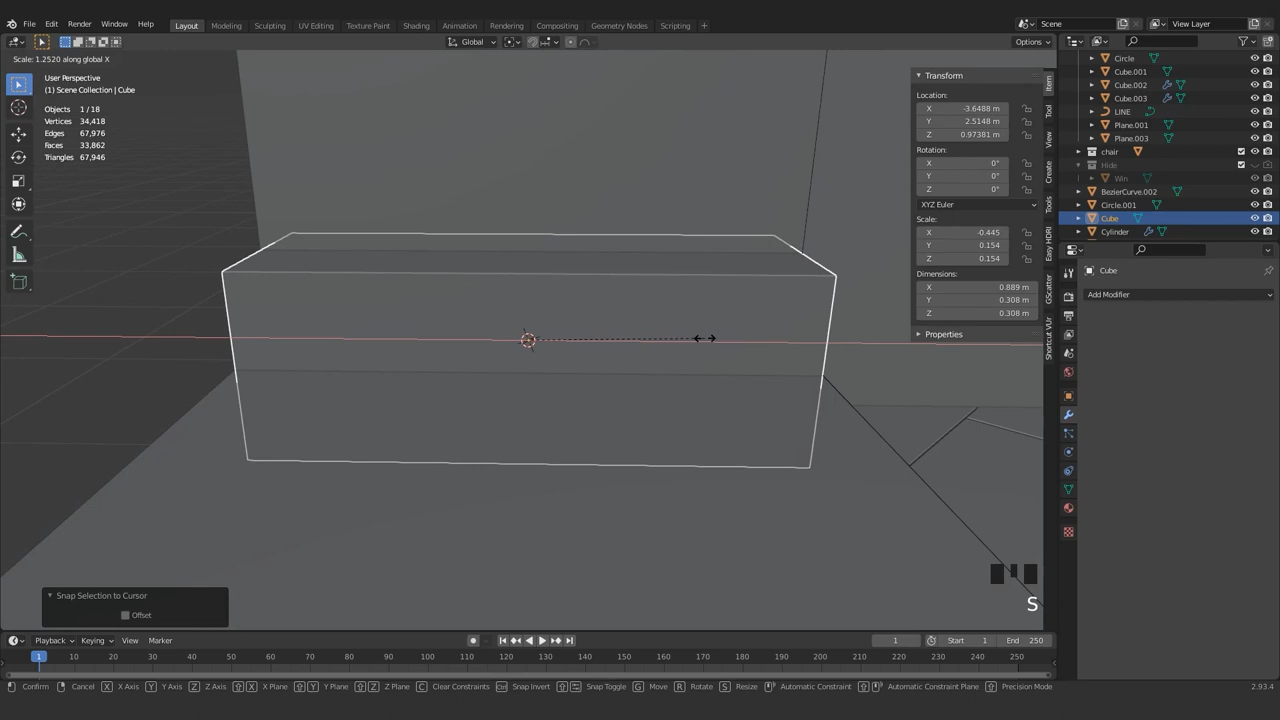 File Edit Render Window Help Layout Modeling Sculpting UV Editing Texture Paint Shading Animation Rendering Compositing Geometry Nodes Scripting Scene View Layer
Global Options
Scale: 1.2520 along global X
User Perspective
(1) Scene Collection | Cube
Objects 1 / 18
Vertices 34,418
Edges 67,976
Faces 33,862
Triangles 67,946
Transform
Location:
X -3.6488 m
Y 2.5148 m
Z 0.97381 m
Rotation:
X 0°
Y 0°
Z 0°
XYZ Euler
Scale:
X -0.445
Y 0.154
Z 0.154
Dimensions:
X 0.889 m
Y 0.308 m
Z 0.308 m
Properties
Item
Tool
View
Create
Tools
Easy HDRI
GScatter
Shortcut VUr
Circle
Cube.001
Cube.002
Cube.003
LINE
Plane.001
Plane.003
chair
Hide
Win
BezierCurve.002
Circle.001
Cube
Cylinder
Cube
Add Modifier
S
Snap Selection to Cursor
Offset
Playback Keying View Marker 1 Start 1 End 250
1 10 20 30 40 50 60 70 80 90 100 110 120 130 140 150 160 170 180 190 200 210 220 230 240 250
Confirm Cancel X X Axis Y Y Axis Z Z Axis X X Plane Y Y Plane Z Z Plane C Clear Constraints Ctrl Snap Invert Snap Toggle G Move R Rotate S Resize Automatic Constraint Automatic Constraint Plane Precision Mode 2.93.4